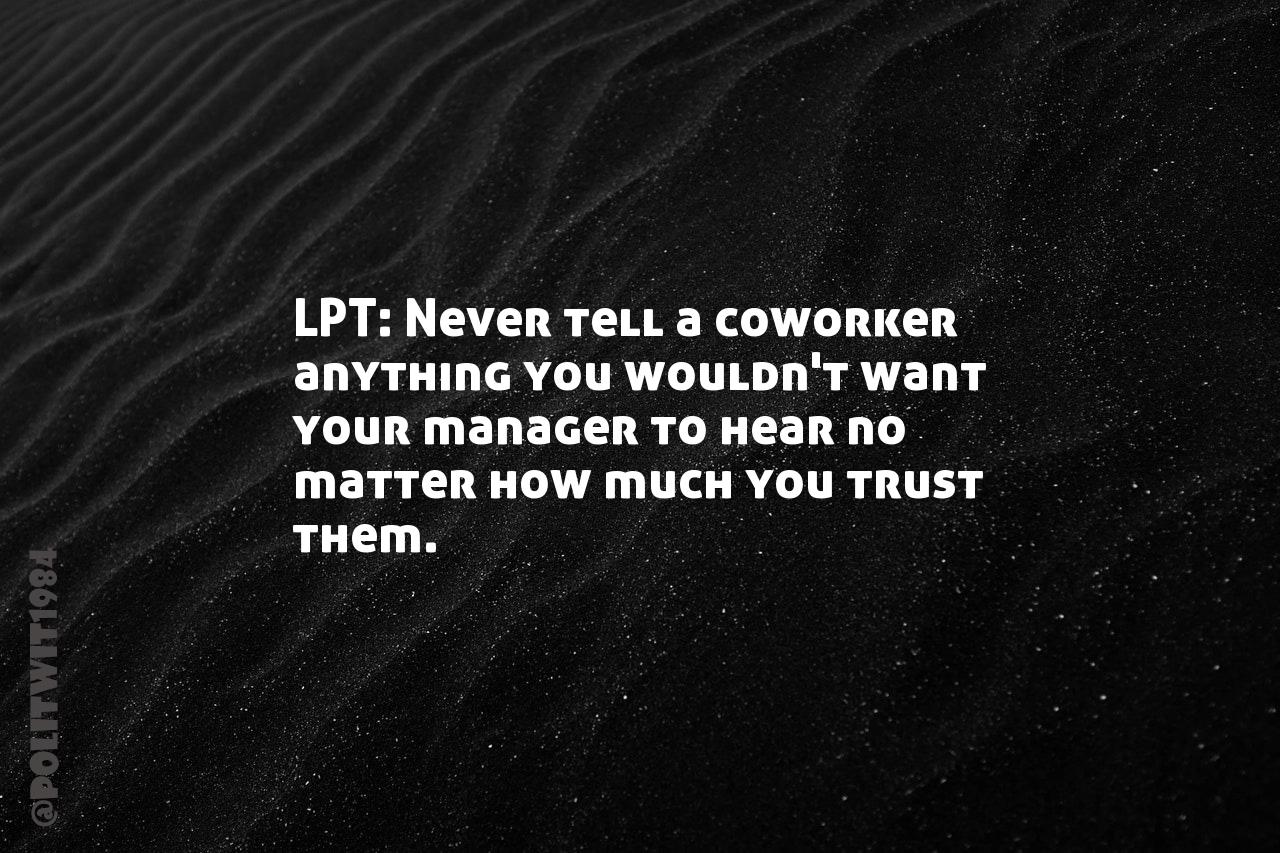 LPT: Never tell a coworker
anything you wouldn't want
your manager to hear no
matter how much you trust
them.
@POLITWIT1984